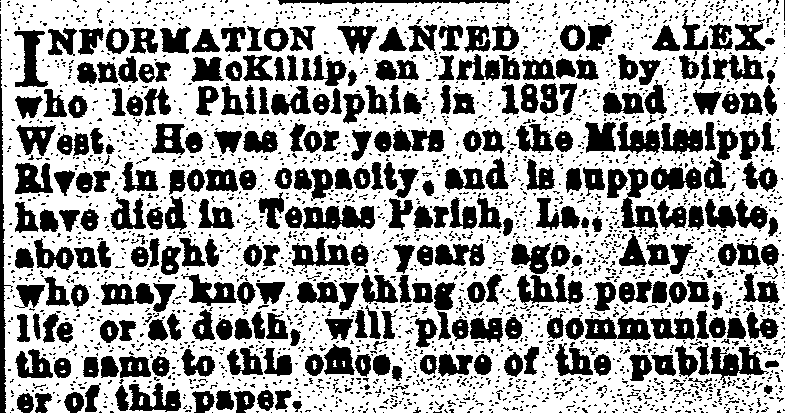 INFORMATION WANTED OF ALEX-
ander McKillip, an Irishman by birth,
who left Philadelphia in 1837 and went
West. He was for years on the Mississippi
River in some capacity, and is supposed to
have died in Tensas Parish, La., intestate,
about eight or nine years ago. Any one
who may know anything of this person, in
life or at death, will please communicate
the same to this office, care of the publish-
er of this paper.